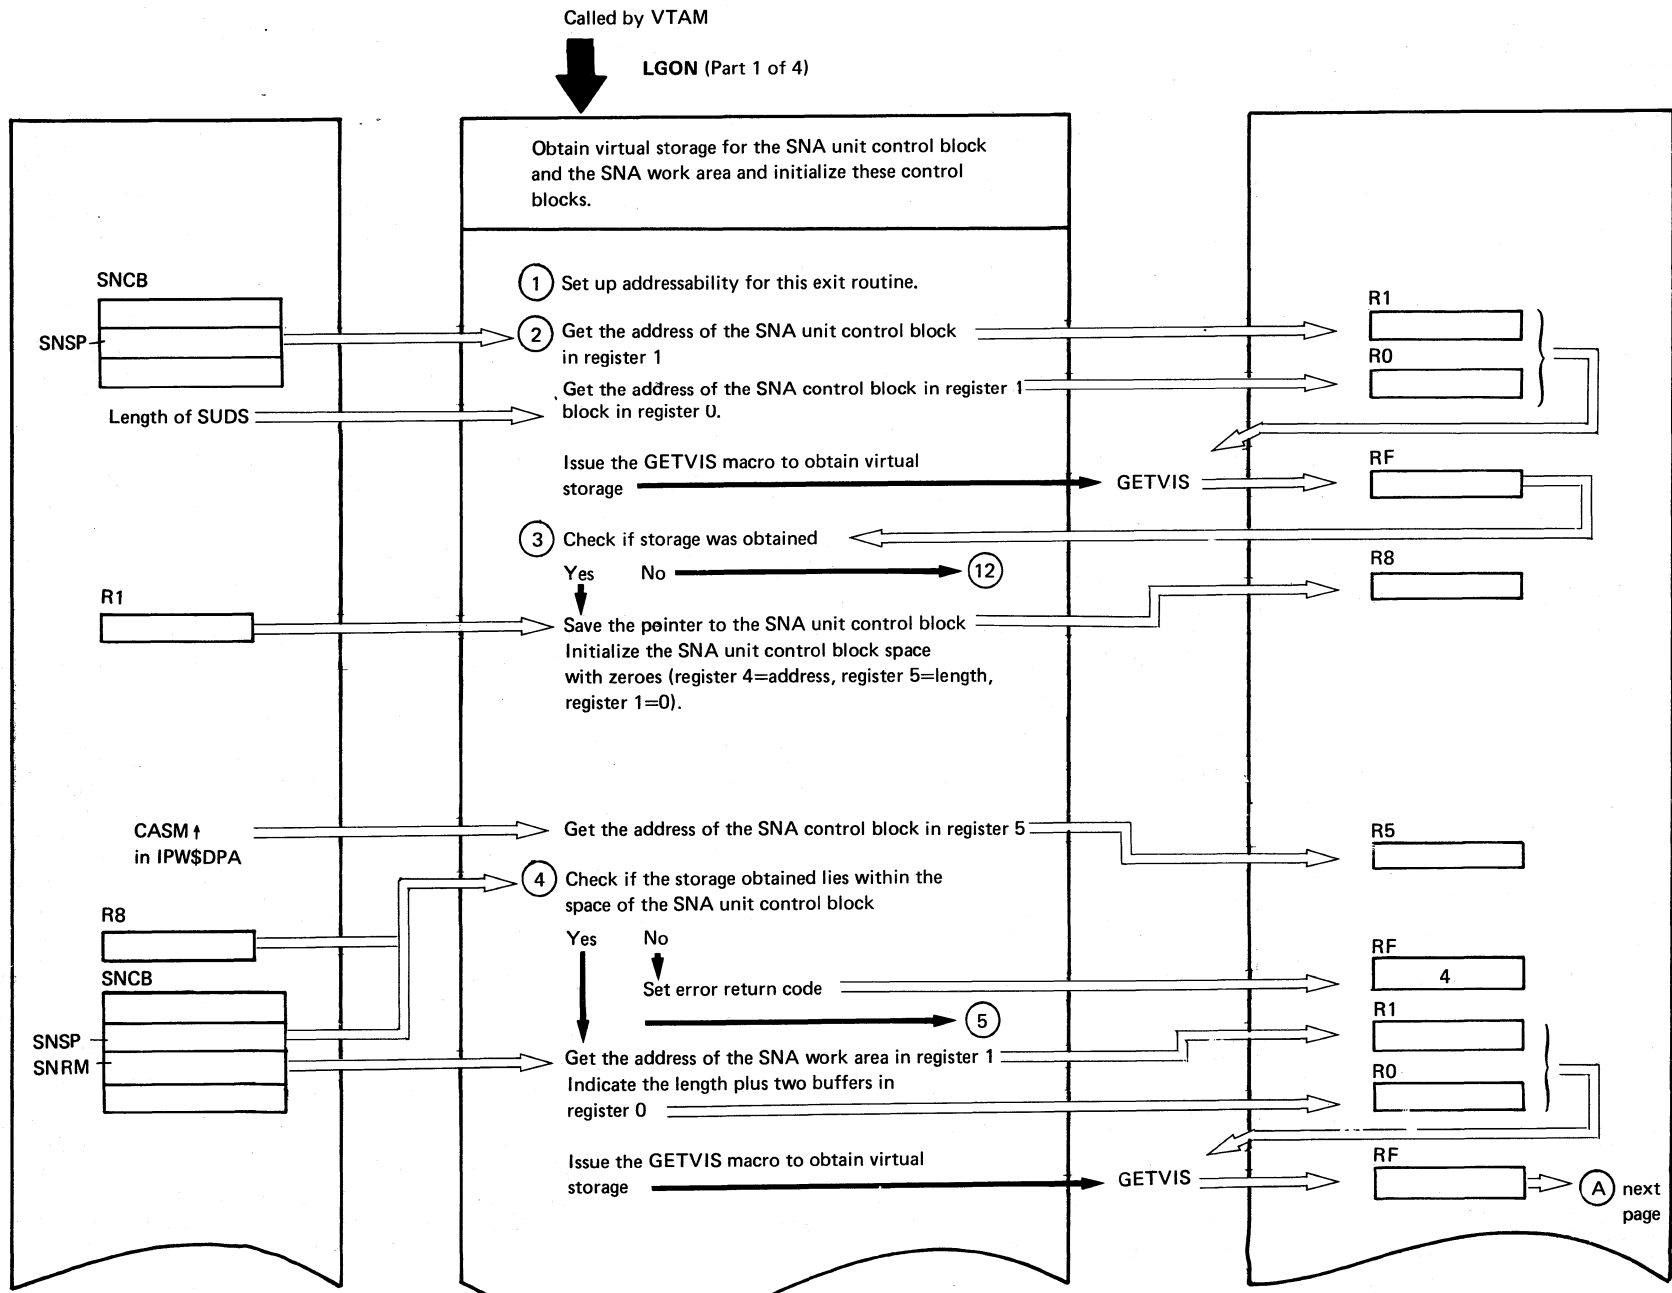 Called by VTAM
LGON (Part 1 of 4)
Obtain virtual storage for the SNA unit control block
and the SNA work area and initialize these control
blocks.
SNCB
SNSP
Length of SUDS
1 Set up addressability for this exit routine.
2 Get the address of the SNA unit control block
in register 1
Get the address of the SNA control block in register 1
block in register 0.
R1
R0
Issue the GETVIS macro to obtain virtual
storage
GETVIS
RF
3 Check if storage was obtained
Yes No 12
R8
R1
Save the pointer to the SNA unit control block
Initialize the SNA unit control block space
with zeroes (register 4=address, register 5=length,
register 1=0).
CASM
in IPW$DPA
Get the address of the SNA control block in register 5
R5
4 Check if the storage obtained lies within the
space of the SNA unit control block
R8
Yes No
SNCB
SNSP
SNRM
Set error return code
RF
4
5
R1
Get the address of the SNA work area in register 1
Indicate the length plus two buffers in
register 0
R0
Issue the GETVIS macro to obtain virtual
storage
GETVIS
RF
A next
page